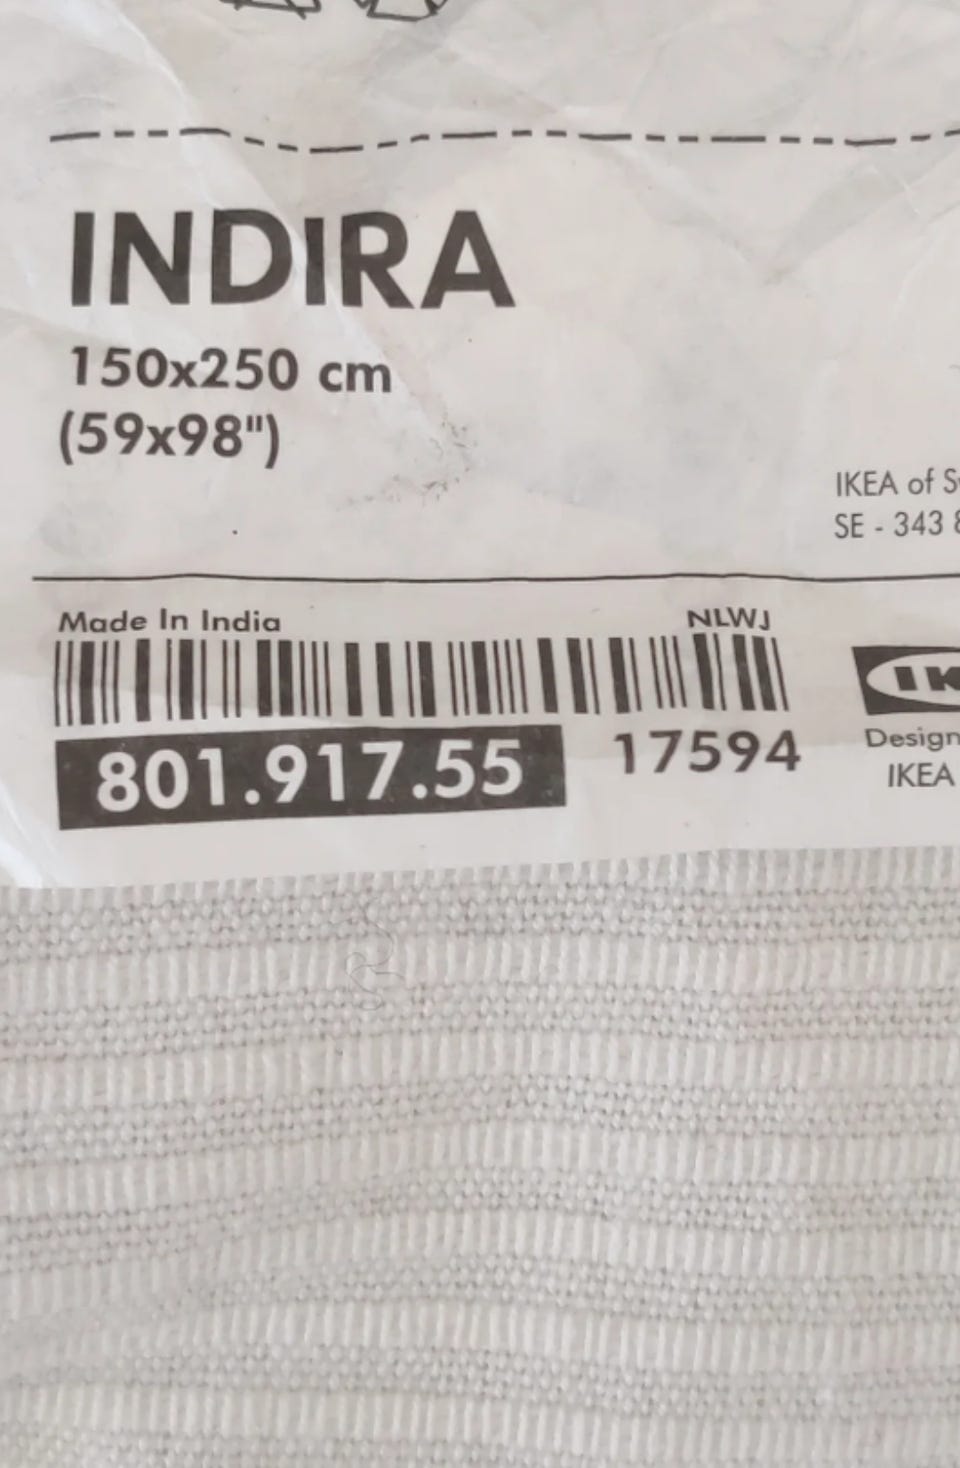 INDIRA
150x250 cm
(59x98")
IKEA of
SE - 343
Made In India
NLWJ
801.917.55
17594
Design
IKEA